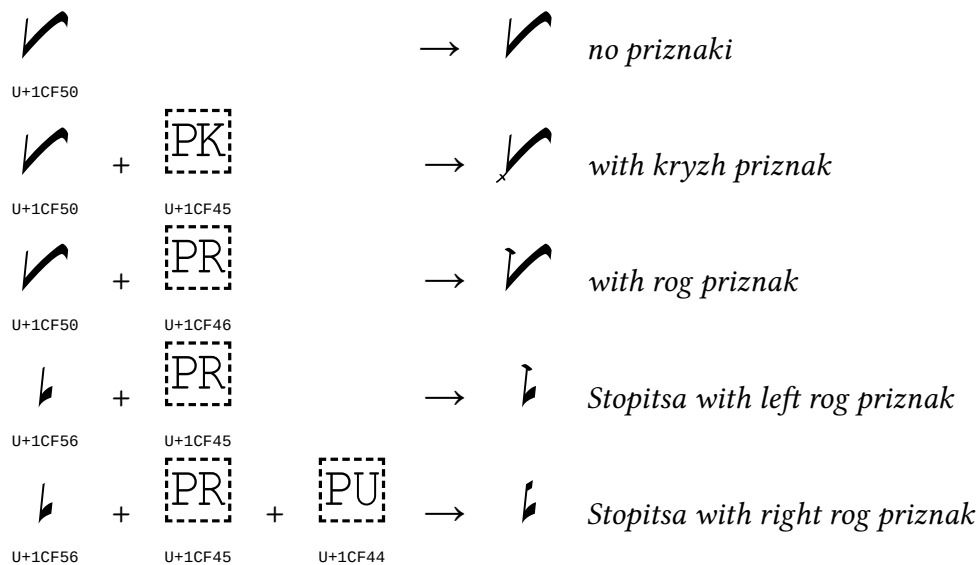 → no priznaki
U+1CF50
+ PK → with kryzh priznak
U+1CF50 U+1CF45
+ PR → with rog priznak
U+1CF50 U+1CF46
+ PR → Stopitsa with left rog priznak
U+1CF56 U+1CF45
+ PR + PU → Stopitsa with right rog priznak
U+1CF56 U+1CF45 U+1CF44